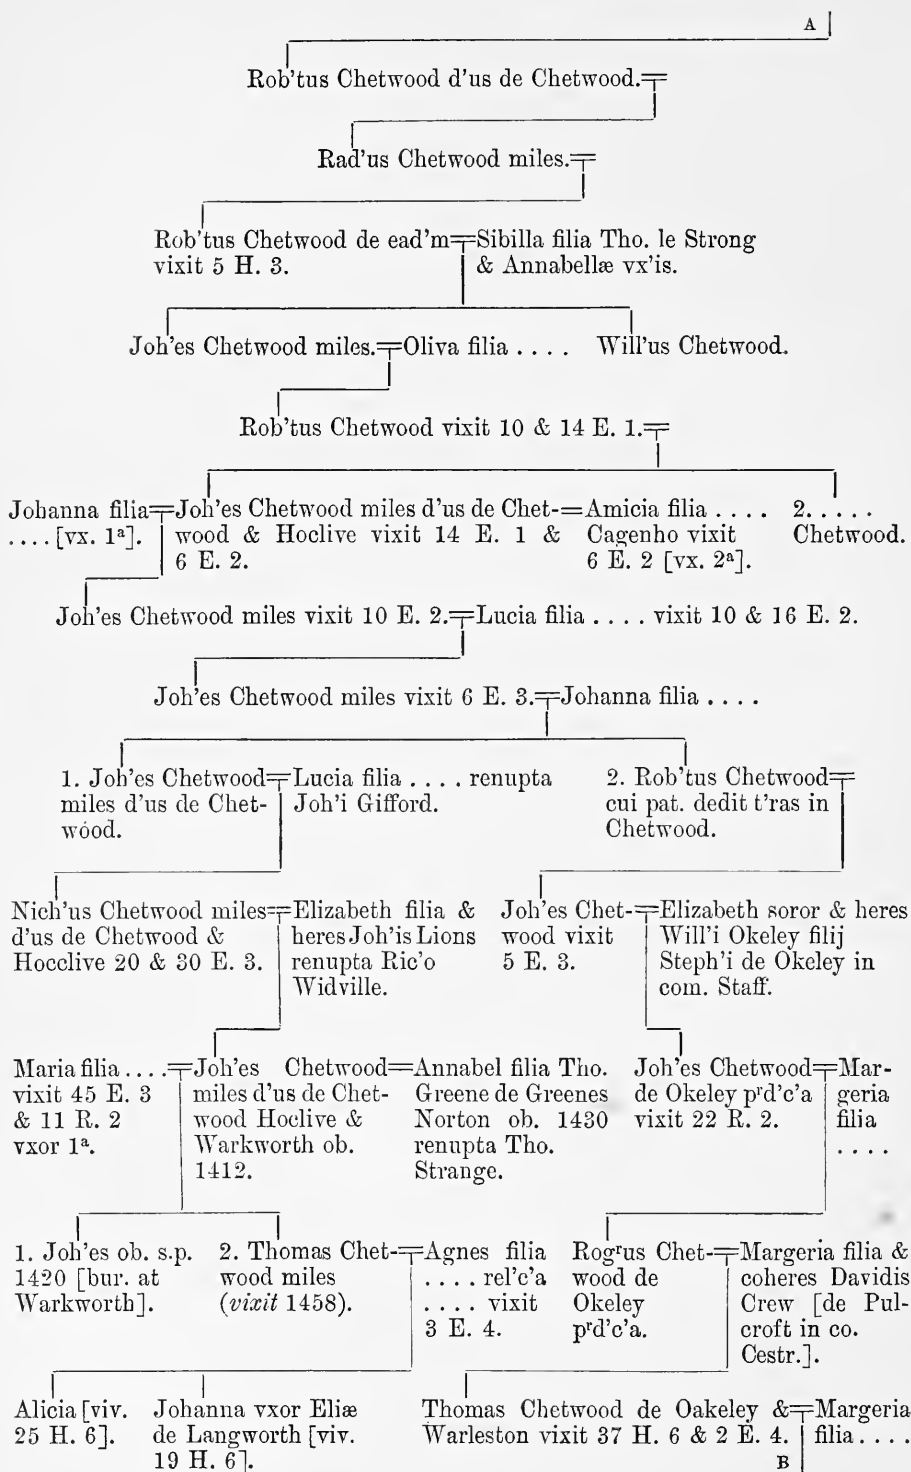 A
Rob'tus Chetwood d'us de Chetwood.
Rad'us Chetwood miles.
Rob'tus Chetwood de ead'm
vixit 5 H. 3.
Sibilla filia Tho. le Strong
& Annabellæ vx'is.
Joh'es Chetwood miles.
Oliva filia . . . .
Will'us Chetwood.
Rob'tus Chetwood vixit 10 & 14 E. 1.
Johanna filia
. . . . [vx. 1ª].
Joh'es Chetwood miles d'us de Chet-
wood & Hoclive vixit 14 E. 1 &
6 E. 2.
Amicia filia . . . .
Cagenho vixit
6 E. 2 [vx. 2ª].
2. . . . .
Chetwood.
Joh'es Chetwood miles vixit 10 E. 2.
Lucia filia . . . . vixit 10 & 16 E. 2.
Joh'es Chetwood miles vixit 6 E. 3.
Johanna filia . . . .
1. Joh'es Chetwood
miles d'us de Chet-
wood.
Lucia filia . . . . renupta
Joh'i Gifford.
2. Rob'tus Chetwood
cui pat. dedit t'ras in
Chetwood.
Nich'us Chetwood miles
d'us de Chetwood &
Hocclive 20 & 30 E. 3.
Elizabeth filia &
heres Joh'is Lions
renupta Ric'o
Widville.
Joh'es Chet-
wood vixit
5 E. 3.
Elizabeth soror & heres
Will'i Okeley filij
Steph'i de Okeley in
com. Staff.
Maria filia . . . .
vixit 45 E. 3
& 11 R. 2
vxor 1ª.
Joh'es Chetwood
miles d'us de Chet-
wood Hoclive &
Warkworth ob.
1412.
Annabel filia Tho.
Greene de Greenes
Norton ob. 1430
renupta Tho.
Strange.
Joh'es Chetwood
de Okeley pʳd'c'a
vixit 22 R. 2.
Mar-
geria
filia
. . . .
1. Joh'es ob. s.p.
1420 [bur. at
Warkworth].
2. Thomas Chet-
wood miles
(vixit 1458).
Agnes filia
. . . . rel'c'a
. . . . vixit
3 E. 4.
Rogʳus Chet-
wood de
Okeley
pʳd'c'a.
Margeria filia &
coheres Davidis
Crew [de Pul-
croft in co.
Cestr.].
Alicia [viv.
25 H. 6].
Johanna vxor Eliæ
de Langworth [viv.
19 H. 6].
Thomas Chetwood de Oakeley &
Warleston vixit 37 H. 6 & 2 E. 4.
Margeria
filia . . . .
B